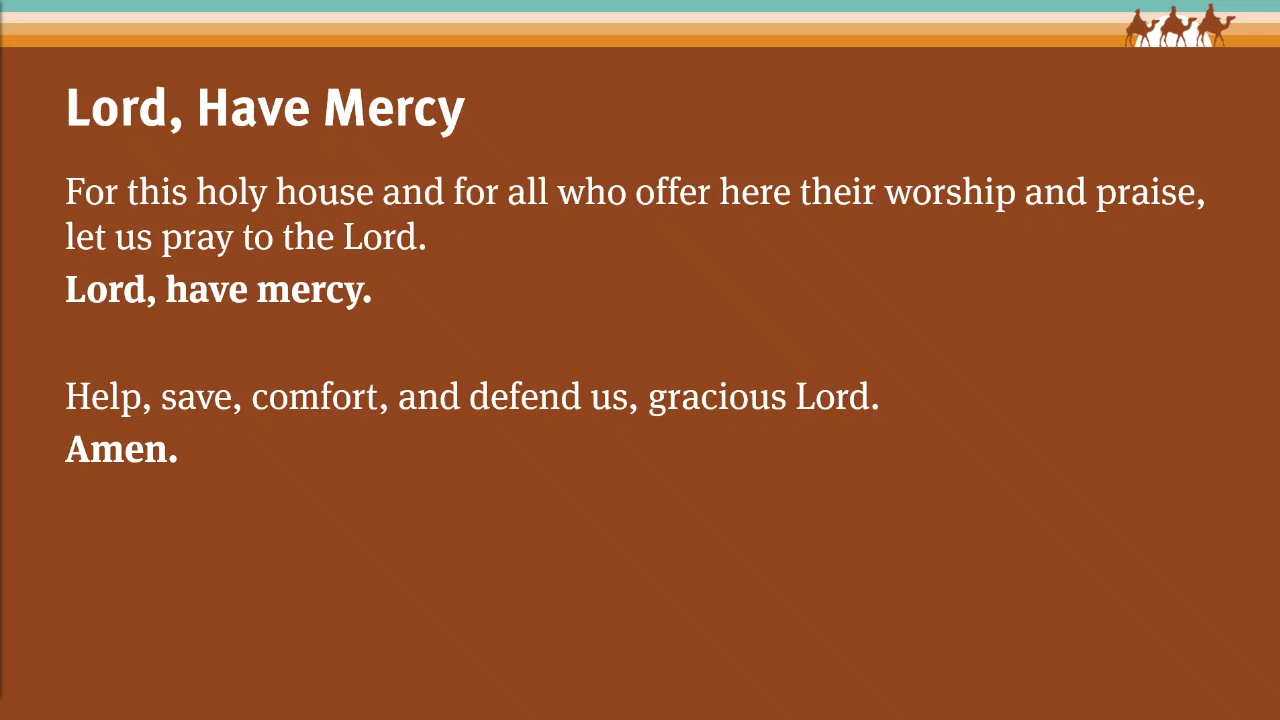 Lord, Have Mercy
For this holy house and for all who offer here their worship and praise,
let us pray to the Lord.
Lord, have mercy.
Help, save, comfort, and defend us, gracious Lord.
Amen.